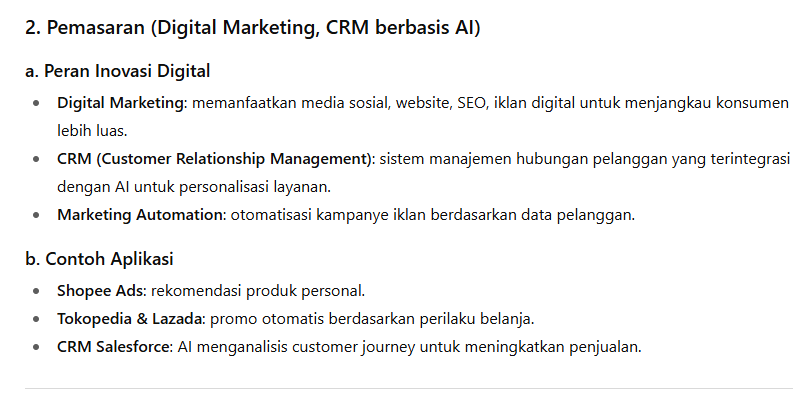 2. Pemasaran (Digital Marketing, CRM berbasis AI)
a. Peran Inovasi Digital
• Digital Marketing: memanfaatkan media sosial, website, SEO, iklan digital untuk menjangkau konsumen
lebih luas.
• CRM (Customer Relationship Management): sistem manajemen hubungan pelanggan yang terintegrasi
dengan AI untuk personalisasi layanan.
• Marketing Automation: otomatisasi kampanye iklan berdasarkan data pelanggan.
b. Contoh Aplikasi
• Shopee Ads: rekomendasi produk personal.
• Tokopedia & Lazada: promo otomatis berdasarkan perilaku belanja.
• CRM Salesforce: AI menganalisis customer journey untuk meningkatkan penjualan.